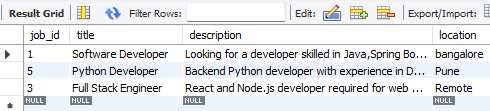 Result Grid Filter Rows: Edit: Export/Import:
job_id title description location
1 Software Developer Looking for a developer skilled in Java,Spring Bo... bangalore
5 Python Developer Backend Python developer with experience in D... Pune
3 Full Stack Engineer React and Node.js developer required for web ... Remote
NULL NULL NULL NULL